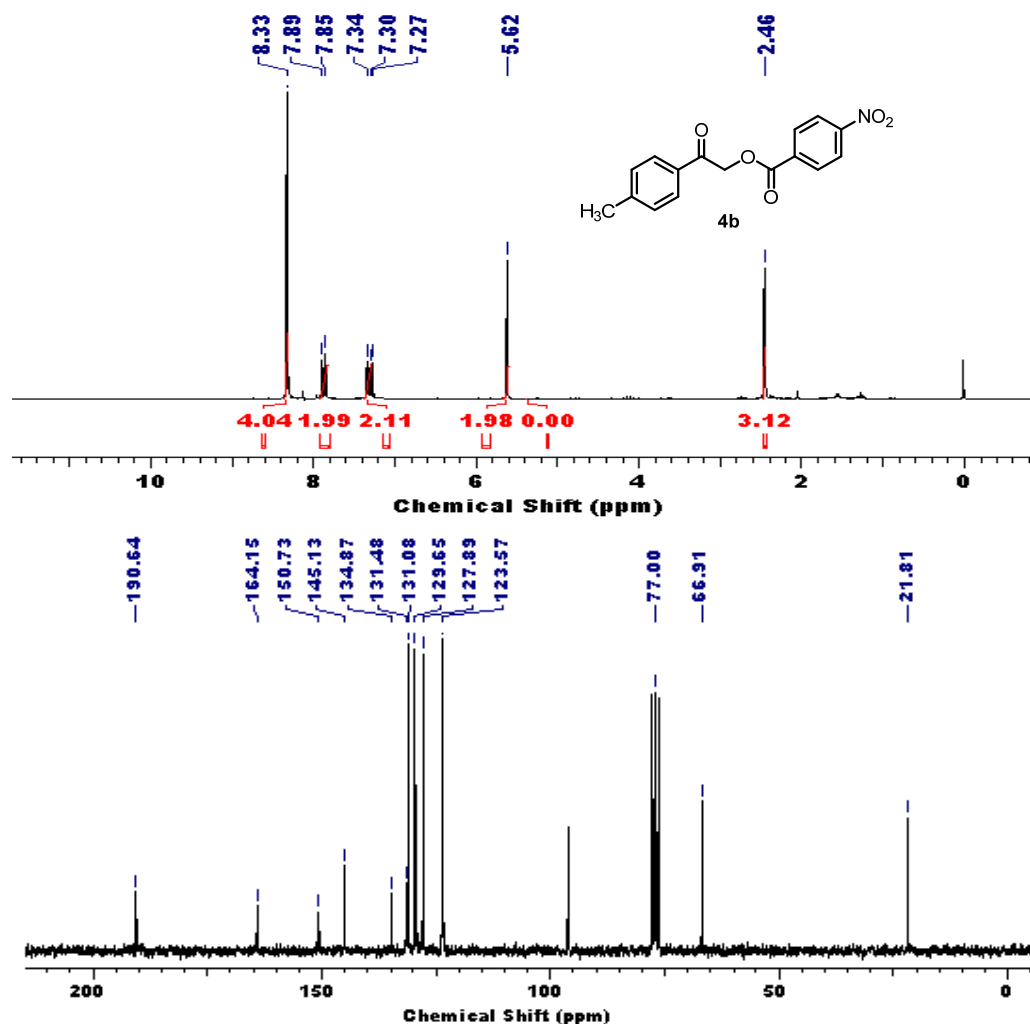 8.33
7.89
7.85
7.34
7.30
7.27
5.62
2.46
O
NO2
O
O
H3C
4b
4.04 1.99 2.11 1.98 0.00 3.12
10 8 6 4 2 0
Chemical Shift (ppm)
190.64
164.15
150.73
145.13
134.87
131.48
131.08
129.65
127.89
123.57
77.00
66.91
21.81
200 150 100 50 0
Chemical Shift (ppm)